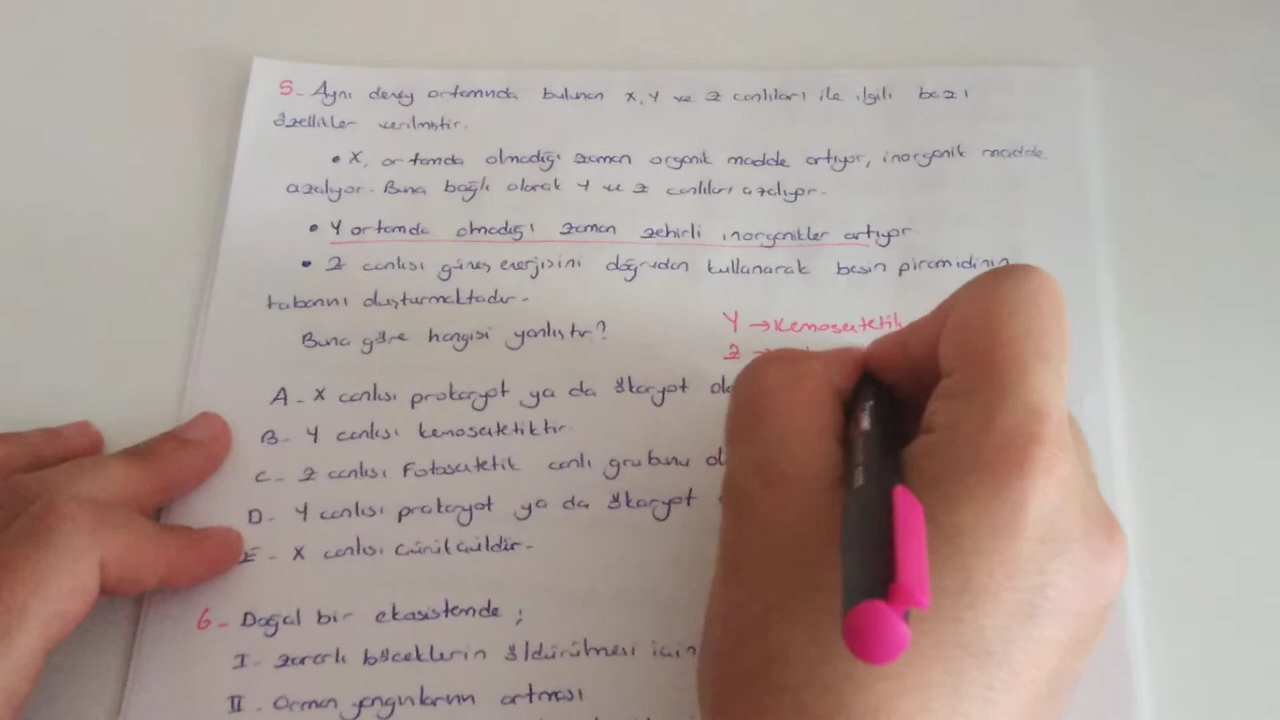 5- Aynı deney ortamında bulunan X, Y ve Z canlıları ile ilgili bazı
özellikler verilmiştir.
• X, ortamda olmadığı zaman organik madde artıyor, inorganik madde
azalıyor. Buna bağlı olarak Y ve Z canlıları azalıyor.
• Y ortamda olmadığı zaman zehirli inorganikler artıyor.
• Z canlısı güneş enerjisini doğrudan kullanarak besin piramidinin
tabanını oluşturmaktadır.
Buna göre hangisi yanlıştır?
Y → Kemosentetik
Z →
A- X canlısı prokaryot ya da ökaryot
B- Y canlısı kemosentetiktir.
C- Z canlısı Fotosentetik canlı grubunu
D- Y canlısı prokaryot ya da ökaryot
E- X canlısı çürükçüldür.
6- Doğal bir ekosistemde;
I- zararlı böceklerin öldürülmesi için
II- Orman yangınlarının artması